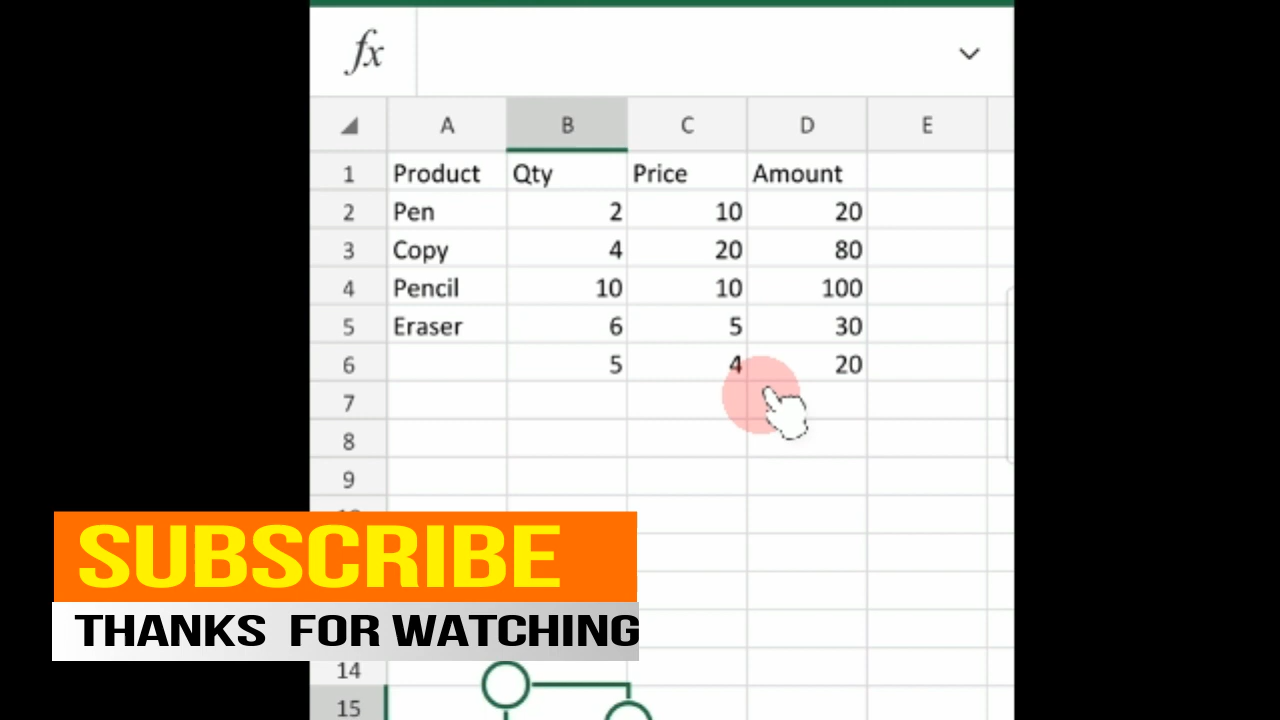 fx
A B C D E
1 Product Qty Price Amount
2 Pen 2 10 20
3 Copy 4 20 80
4 Pencil 10 10 100
5 Eraser 6 5 30
6 5 4 20
7
8
9
SUBSCRIBE
THANKS FOR WATCHING
14
15